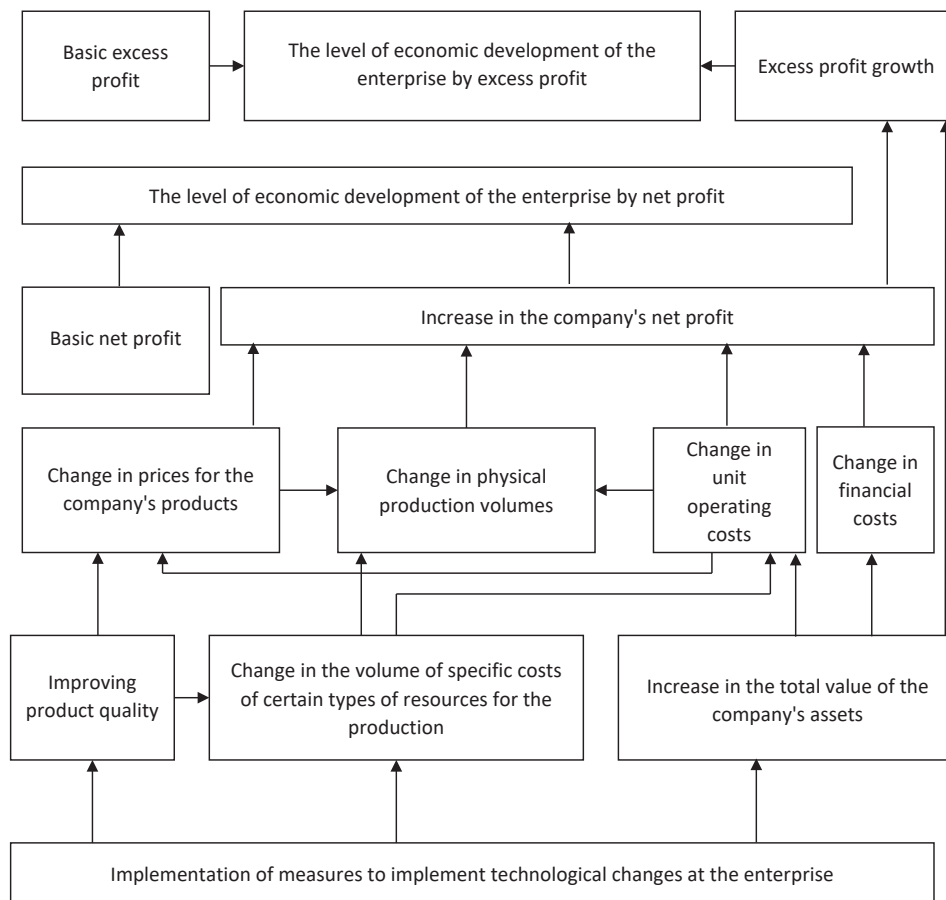 Basic excess
profit
The level of economic development of the
enterprise by excess profit
Excess profit growth
The level of economic development of the enterprise by net profit
Basic net profit
Increase in the company's net profit
Change in prices for the
company's products
Change in physical
production volumes
Change in
unit
operating
costs
Change in
financial
costs
Improving
product quality
Change in the volume of specific costs
of certain types of resources for the
production
Increase in the total value of the
company's assets
Implementation of measures to implement technological changes at the enterprise